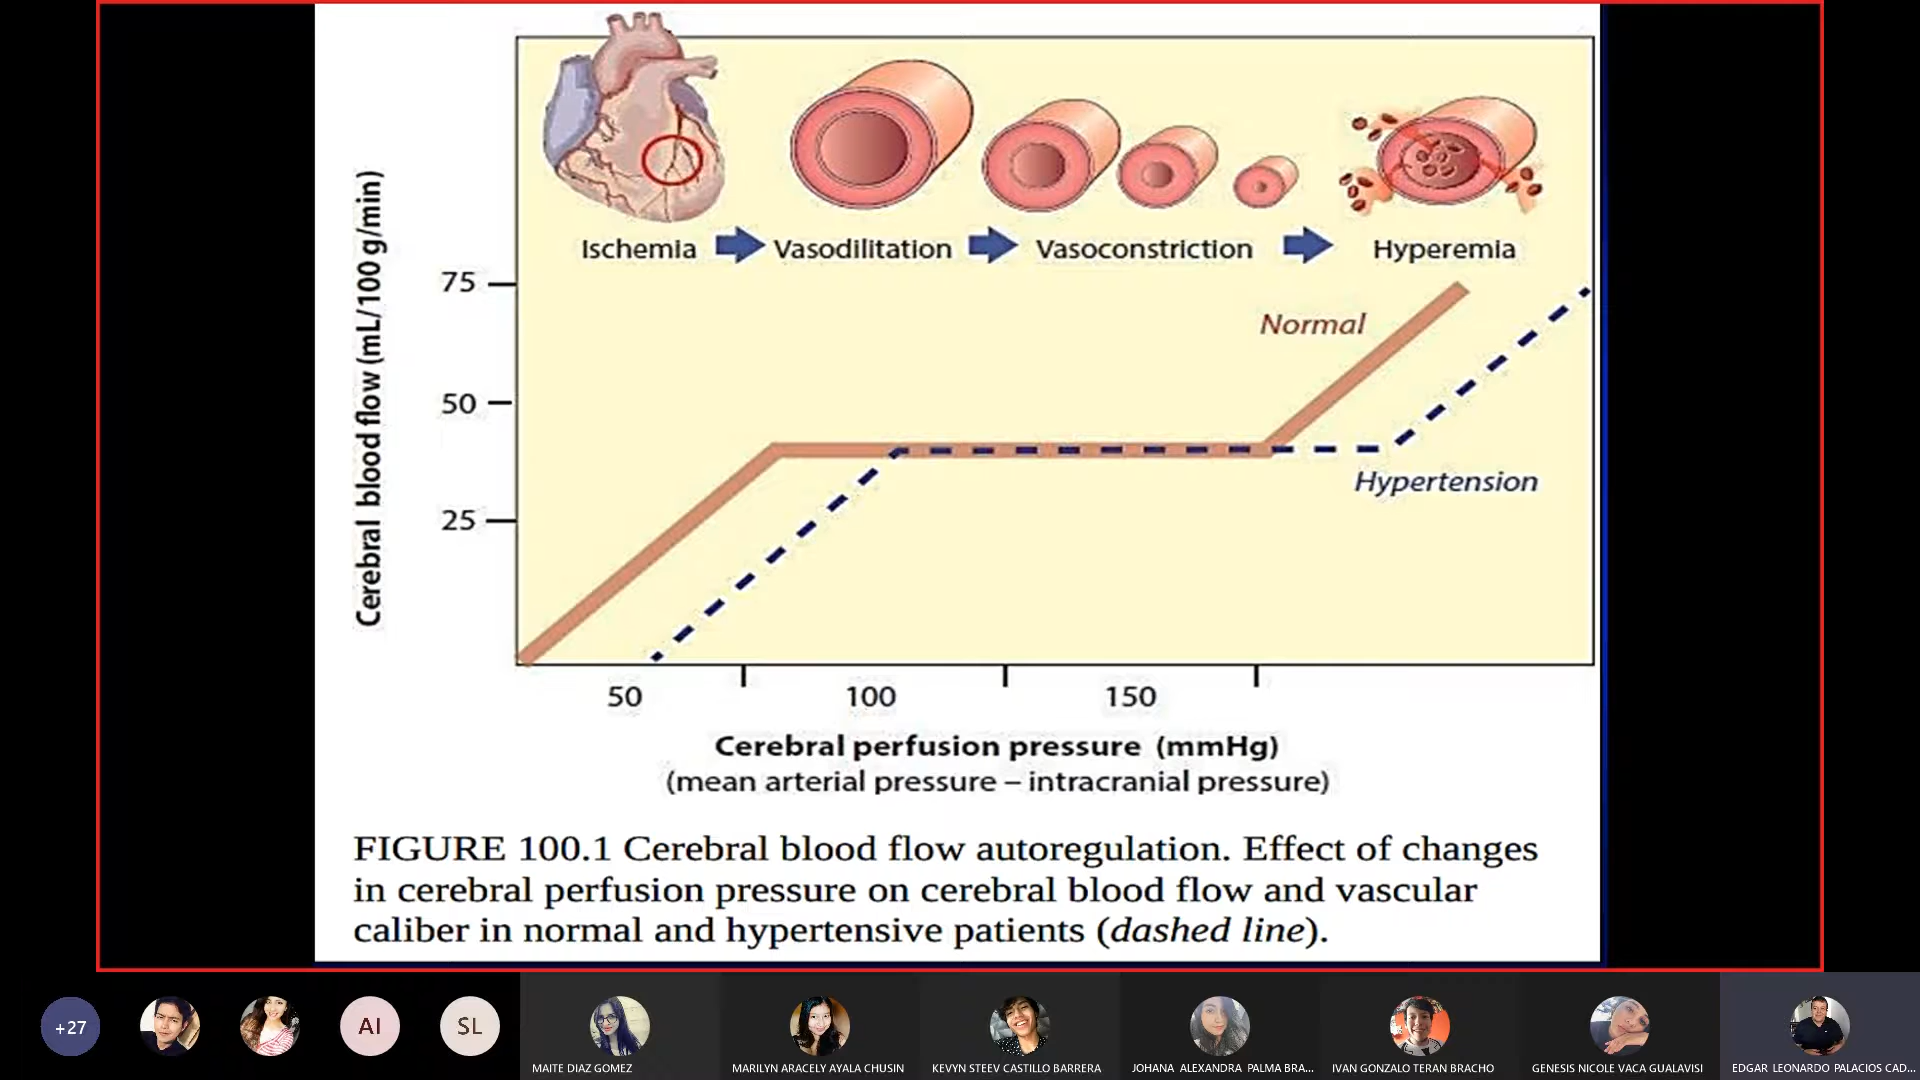 Ischemia Vasodilitation Vasoconstriction Hyperemia
Cerebral blood flow (mL/100 g/min)
75
50
25
Normal
Hypertension
50 100 150
Cerebral perfusion pressure (mmHg)
(mean arterial pressure – intracranial pressure)
FIGURE 100.1 Cerebral blood flow autoregulation. Effect of changes
in cerebral perfusion pressure on cerebral blood flow and vascular
caliber in normal and hypertensive patients (dashed line).
+27 AI SL
MAITE DIAZ GOMEZ MARILYN ARACELY AYALA CHUSIN KEVYN STEEV CASTILLO BARRERA JOHANA ALEXANDRA PALMA BRA... IVAN GONZALO TERAN BRACHO GENESIS NICOLE VACA GUALAVISI EDGAR LEONARDO PALACIOS CAD...